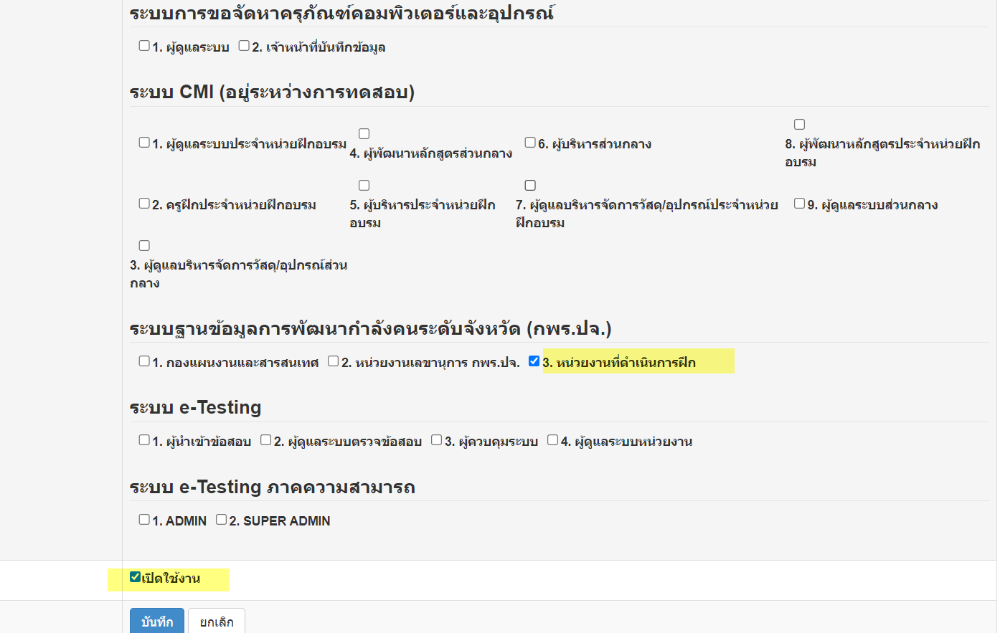 ระบบการขอจัดหาครุภัณฑ์คอมพิวเตอร์และอุปกรณ์
1. ผู้ดูแลระบบ 2. เจ้าหน้าที่บันทึกข้อมูล
ระบบ CMI (อยู่ระหว่างการทดสอบ)
1. ผู้ดูแลระบบประจำหน่วยฝึกอบรม
4. ผู้พัฒนาหลักสูตรส่วนกลาง
6. ผู้บริหารส่วนกลาง
8. ผู้พัฒนาหลักสูตรประจำหน่วยฝึก
อบรม
2. ครูฝึกประจำหน่วยฝึกอบรม
5. ผู้บริหารประจำหน่วยฝึก
อบรม
7. ผู้ดูแลบริหารจัดการวัสดุ/อุปกรณ์ประจำหน่วย
ฝึกอบรม
9. ผู้ดูแลระบบส่วนกลาง
3. ผู้ดูแลบริหารจัดการวัสดุ/อุปกรณ์ส่วน
กลาง
ระบบฐานข้อมูลการพัฒนากำลังคนระดับจังหวัด (กพร.ปจ.)
1. กองแผนงานและสารสนเทศ 2. หน่วยงานเลขานุการ กพร.ปจ. 3. หน่วยงานที่ดำเนินการฝึก
ระบบ e-Testing
1. ผู้นำเข้าข้อสอบ 2. ผู้ดูแลระบบตรวจข้อสอบ 3. ผู้ควบคุมระบบ 4. ผู้ดูแลระบบหน่วยงาน
ระบบ e-Testing ภาคความสามารถ
1. ADMIN 2. SUPER ADMIN
เปิดใช้งาน
บันทึก ยกเลิก